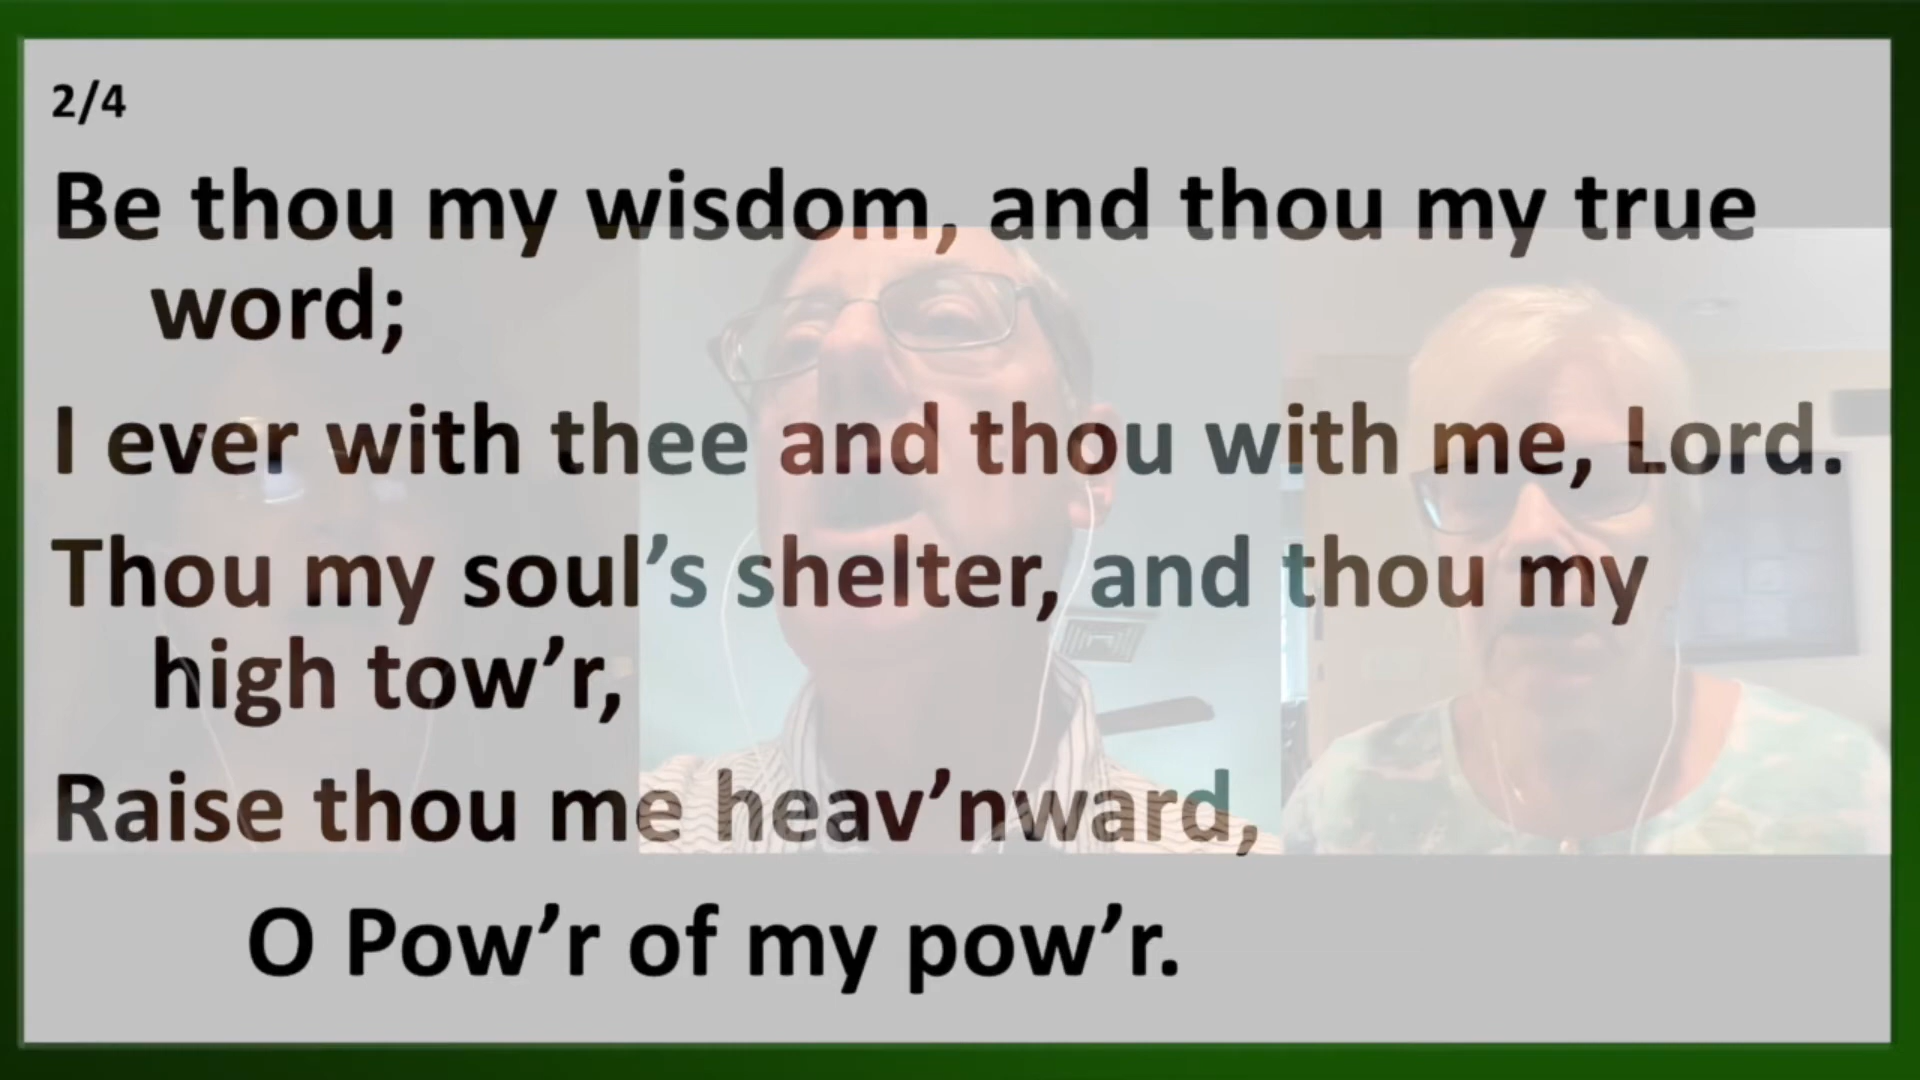 2/4
Be thou my wisdom, and thou my true
word;
I ever with thee and thou with me, Lord.
Thou my soul’s shelter, and thou my
high tow’r,
Raise thou me heav’nward,
O Pow’r of my pow’r.